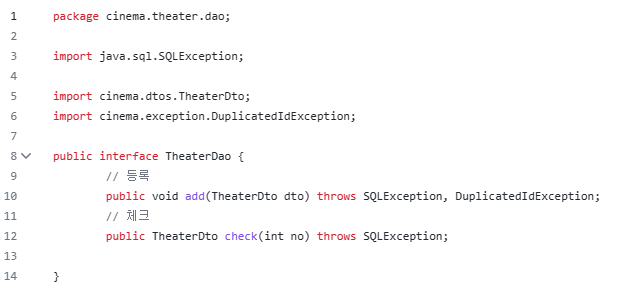 1 package cinema.theater.dao;
2
3 import java.sql.SQLException;
4
5 import cinema.dtos.TheaterDto;
6 import cinema.exception.DuplicatedIdException;
7
8 public interface TheaterDao {
9 // 등록
10 public void add(TheaterDto dto) throws SQLException, DuplicatedIdException;
11 // 체크
12 public TheaterDto check(int no) throws SQLException;
13
14 }